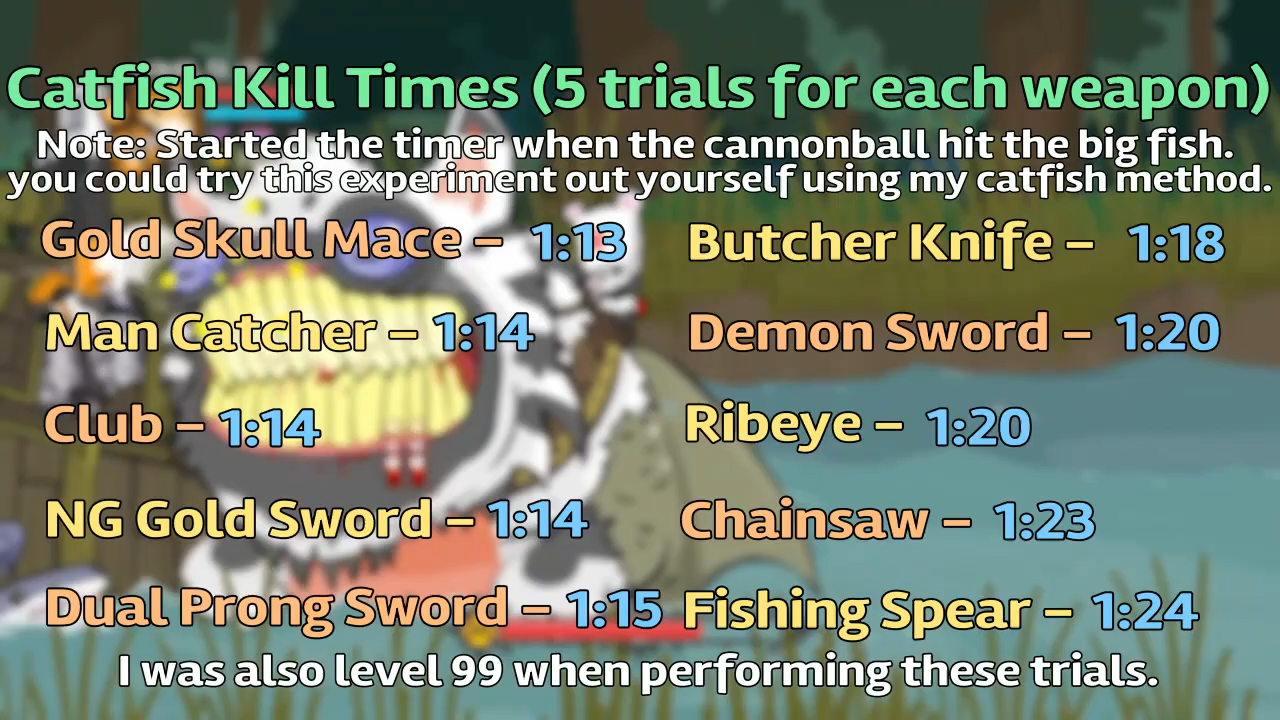 Catfish Kill Times (5 trials for each weapon)
Note: Started the timer when the cannonball hit the big fish.
you could try this experiment out yourself using my catfish method.
Gold Skull Mace – 1:13
Man Catcher – 1:14
Club – 1:14
NG Gold Sword – 1:14
Dual Prong Sword – 1:15
Butcher Knife – 1:18
Demon Sword – 1:20
Ribeye – 1:20
Chainsaw – 1:23
Fishing Spear – 1:24
I was also level 99 when performing these trials.